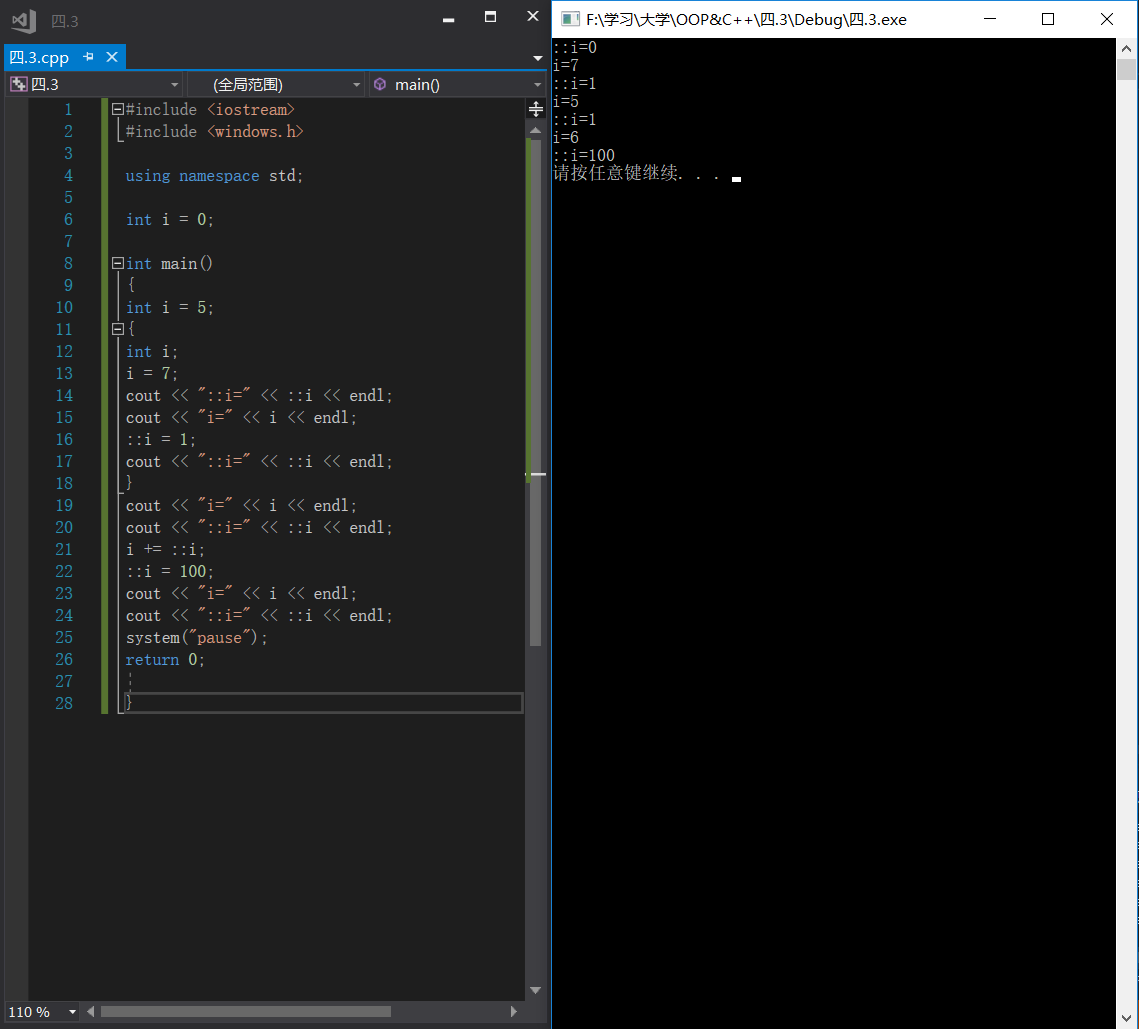 四.3
四.3.cpp
四.3 (全局范围) main()
1 #include <iostream>
2 #include <windows.h>
3
4 using namespace std;
5
6 int i = 0;
7
8 int main()
9 {
10 int i = 5;
11 {
12 int i;
13 i = 7;
14 cout << "::i=" << ::i << endl;
15 cout << "i=" << i << endl;
16 ::i = 1;
17 cout << "::i=" << ::i << endl;
18 }
19 cout << "i=" << i << endl;
20 cout << "::i=" << ::i << endl;
21 i += ::i;
22 ::i = 100;
23 cout << "i=" << i << endl;
24 cout << "::i=" << ::i << endl;
25 system("pause");
26 return 0;
27
28 }
110 %
F:\学习\大学\OOP&C++\四.3\Debug\四.3.exe
::i=0
i=7
::i=1
i=5
::i=1
i=6
::i=100
请按任意键继续. . .